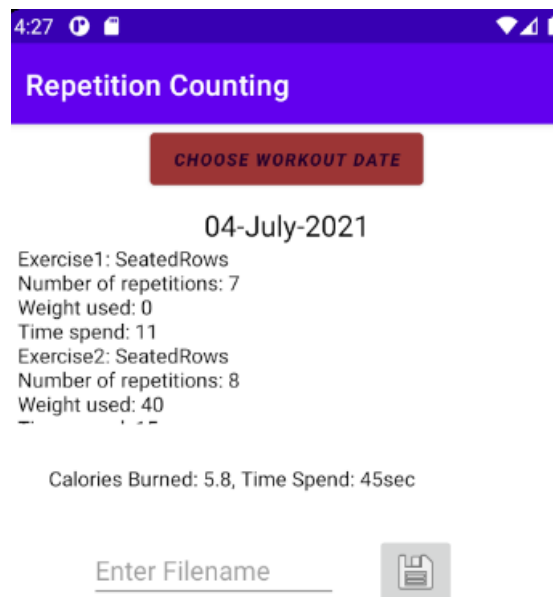 4:27
Repetition Counting
CHOOSE WORKOUT DATE
04-July-2021
Exercise1: SeatedRows
Number of repetitions: 7
Weight used: 0
Time spend: 11
Exercise2: SeatedRows
Number of repetitions: 8
Weight used: 40
Calories Burned: 5.8, Time Spend: 45sec
Enter Filename